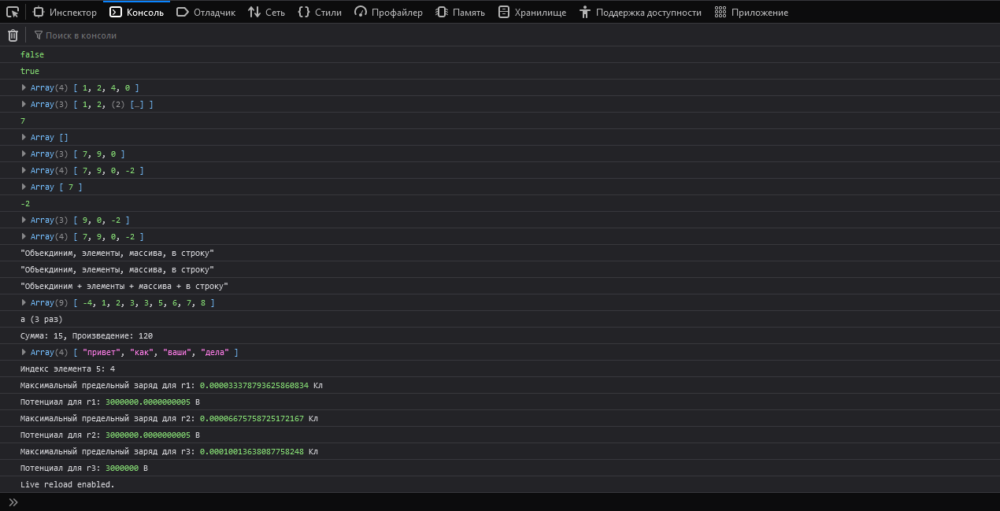 Инспектор Консоль Отладчик Сеть Стили Профайлер Память Хранилище Поддержка доступности Приложение
Поиск в консоли
false
true
Array(4) [ 1, 2, 4, 0 ]
Array(3) [ 1, 2, (2) […] ]
7
Array []
Array(3) [ 7, 9, 0 ]
Array(4) [ 7, 9, 0, -2 ]
Array [ 7 ]
-2
Array(3) [ 9, 0, -2 ]
Array(4) [ 7, 9, 0, -2 ]
"Объекдиним, элементы, массива, в строку"
"Объекдиним, элементы, массива, в строку"
"Объекдиним + элементы + массива + в строку"
Array(9) [ -4, 1, 2, 3, 3, 5, 6, 7, 8 ]
a (3 раз)
Сумма: 15, Произведение: 120
Array(4) [ "привет", "как", "ваши", "дела" ]
Индекс элемента 5: 4
Максимальный предельный заряд для r1: 0.000033378793625860834 Кл
Потенциал для r1: 3000000.0000000005 В
Максимальный предельный заряд для r2: 0.00006675758725172167 Кл
Потенциал для r2: 3000000.0000000005 В
Максимальный предельный заряд для r3: 0.00010013638087758248 Кл
Потенциал для r3: 3000000 В
Live reload enabled.